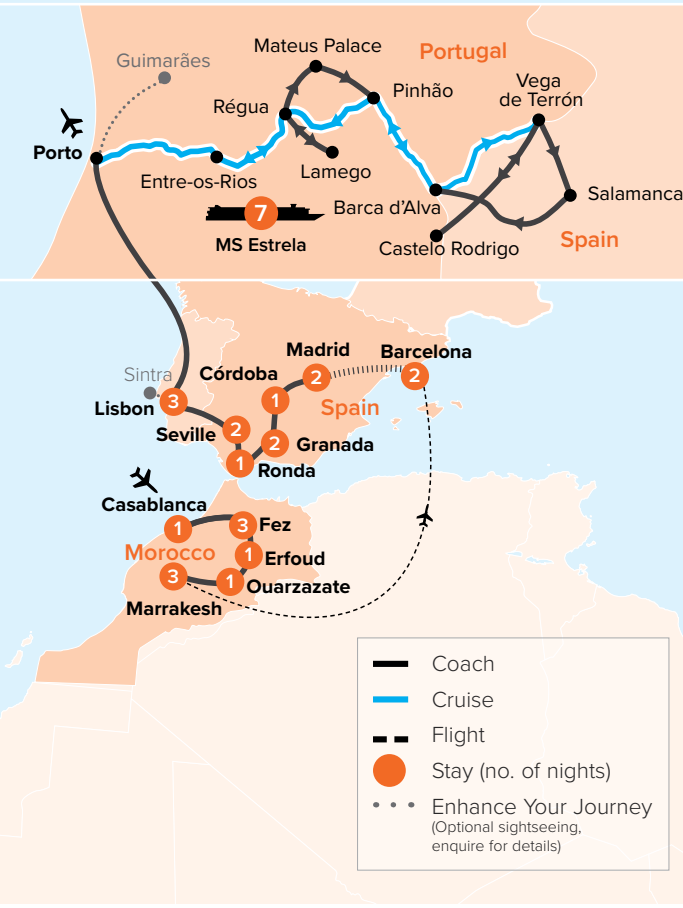 Mateus Palace
Portugal
Guimarães
Vega
de Terrón
Pinhão
Régua
Porto
Lamego
Entre-os-Rios
Salamanca
Barca d'Alva
7
MS Estrela
Castelo Rodrigo
Spain
Madrid
Barcelona
Sintra
Córdoba
2
2
Lisbon
3
1
Spain
Seville
2
2
Granada
1
Ronda
Casablanca
1
3
Fez
Morocco
1
Erfoud
3
1
Ouarzazate
Marrakesh
Coach
Cruise
Flight
Stay (no. of nights)
Enhance Your Journey
(Optional sightseeing,
enquire for details)